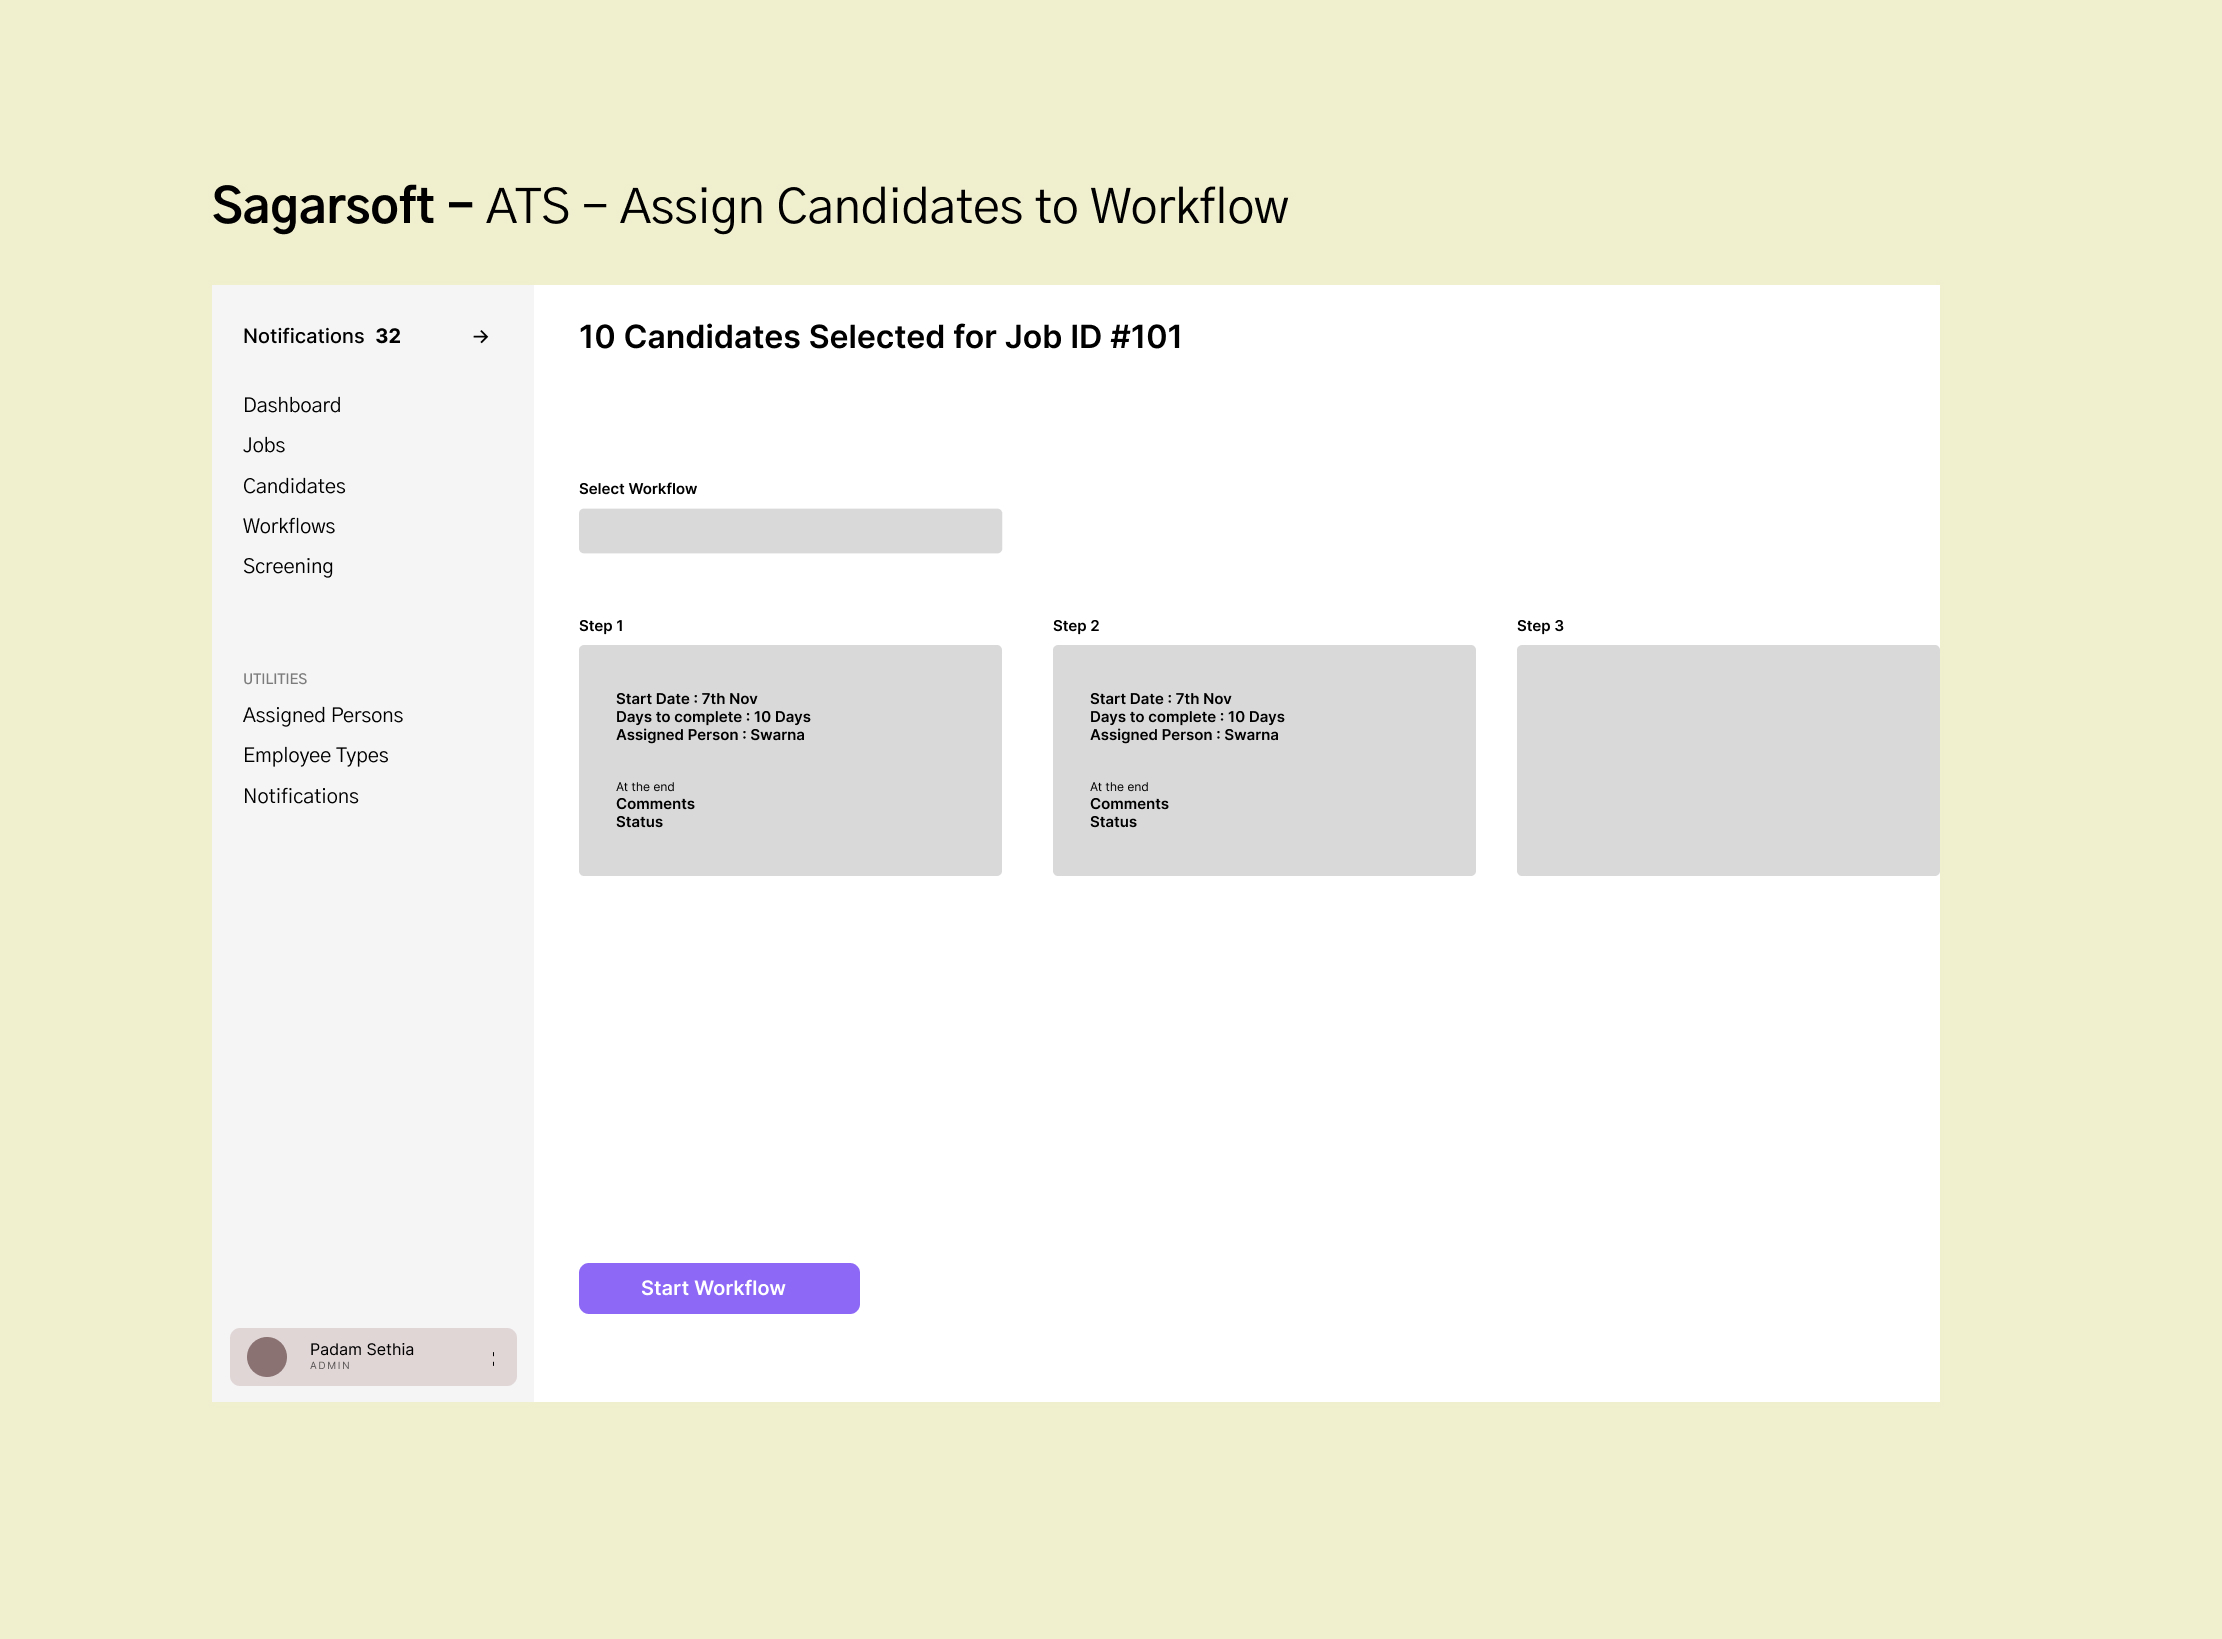 Sagarsoft – ATS – Assign Candidates to Workflow
Notifications 32 →
Dashboard
Jobs
Candidates
Workflows
Screening
UTILITIES
Assigned Persons
Employee Types
Notifications
Padam Sethia
ADMIN
10 Candidates Selected for Job ID #101
Select Workflow
Step 1
Start Date : 7th Nov
Days to complete : 10 Days
Assigned Person : Swarna
At the end
Comments
Status
Step 2
Start Date : 7th Nov
Days to complete : 10 Days
Assigned Person : Swarna
At the end
Comments
Status
Step 3
Start Workflow